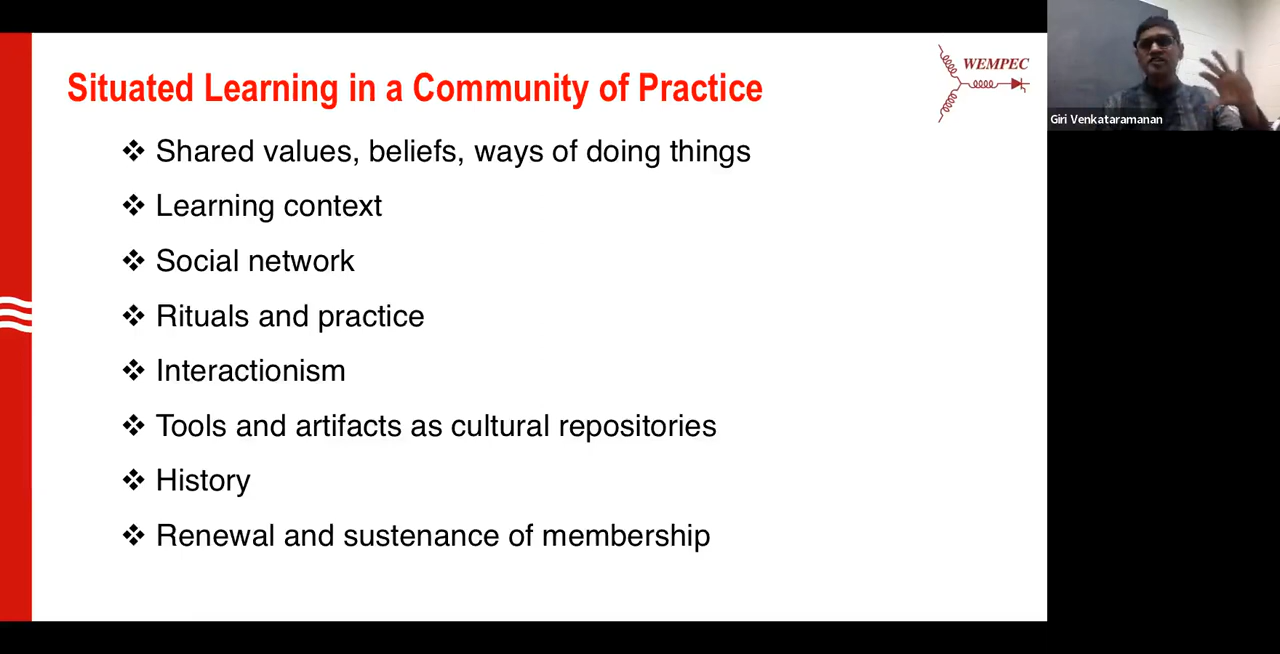 Situated Learning in a Community of Practice
WEMPEC
Giri Venkataramanan
❖ Shared values, beliefs, ways of doing things
❖ Learning context
❖ Social network
❖ Rituals and practice
❖ Interactionism
❖ Tools and artifacts as cultural repositories
❖ History
❖ Renewal and sustenance of membership